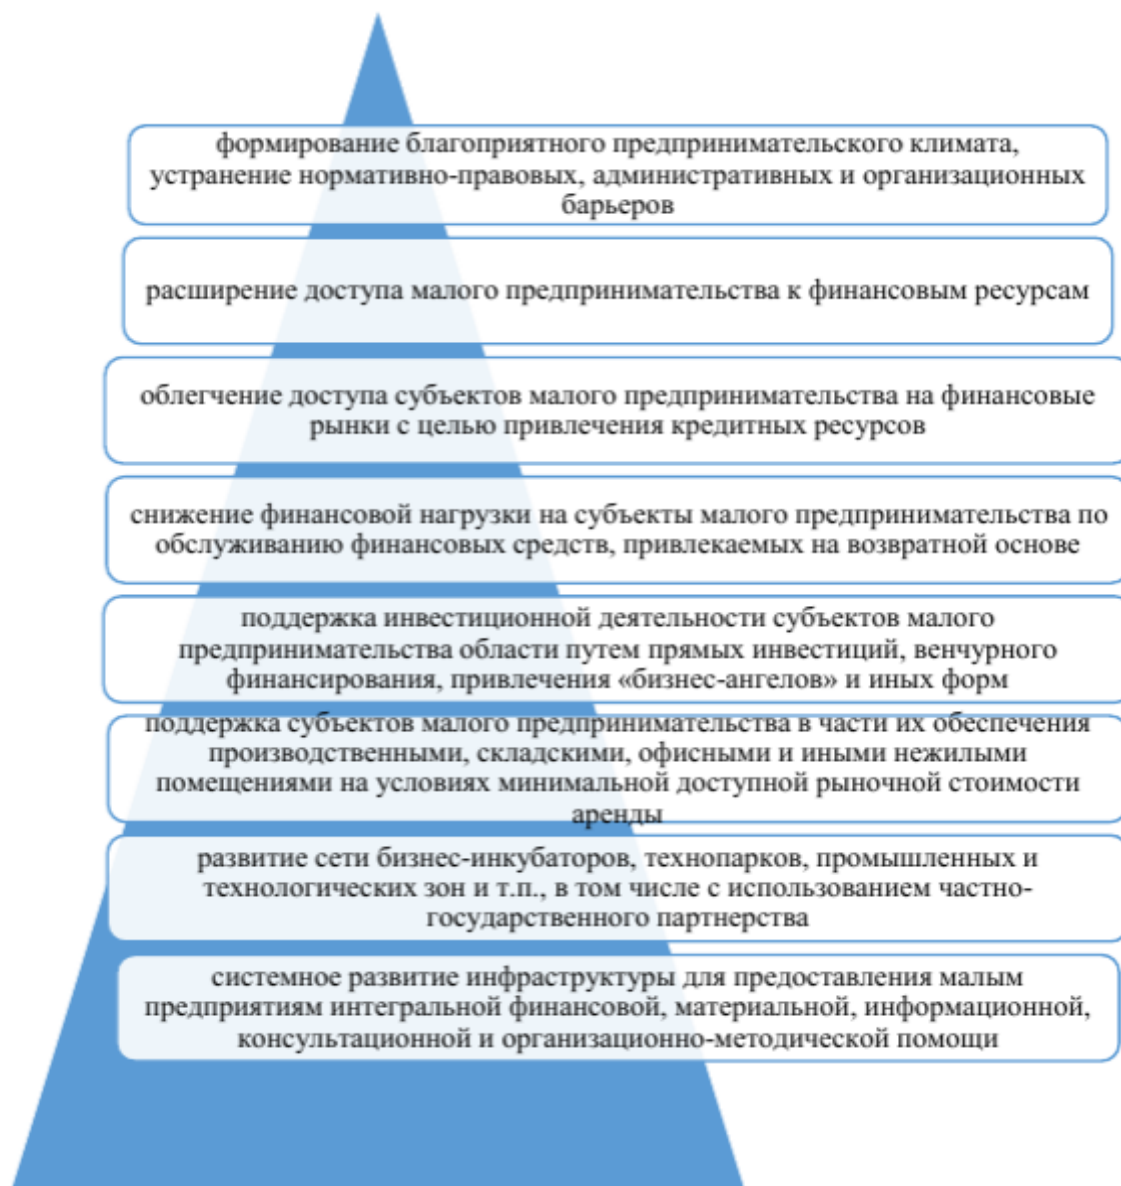 формирование благоприятного предпринимательского климата,
устранение нормативно-правовых, административных и организационных
барьеров
расширение доступа малого предпринимательства к финансовым ресурсам
облегчение доступа субъектов малого предпринимательства на финансовые
рынки с целью привлечения кредитных ресурсов
снижение финансовой нагрузки на субъекты малого предпринимательства по
обслуживанию финансовых средств, привлекаемых на возвратной основе
поддержка инвестиционной деятельности субъектов малого
предпринимательства области путем прямых инвестиций, венчурного
финансирования, привлечения «бизнес-ангелов» и иных форм
поддержка субъектов малого предпринимательства в части их обеспечения
производственными, складскими, офисными и иными нежилыми
помещениями на условиях минимальной доступной рыночной стоимости
аренды
развитие сети бизнес-инкубаторов, технопарков, промышленных и
технологических зон и т.п., в том числе с использованием частно-
государственного партнерства
системное развитие инфраструктуры для предоставления малым
предприятиям интегральной финансовой, материальной, информационной,
консультационной и организационно-методической помощи